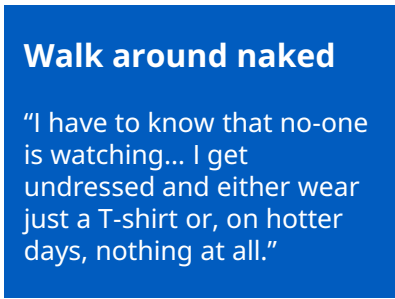 Walk around naked
“I have to know that no-one
is watching... I get
undressed and either wear
just a T-shirt or, on hotter
days, nothing at all.”